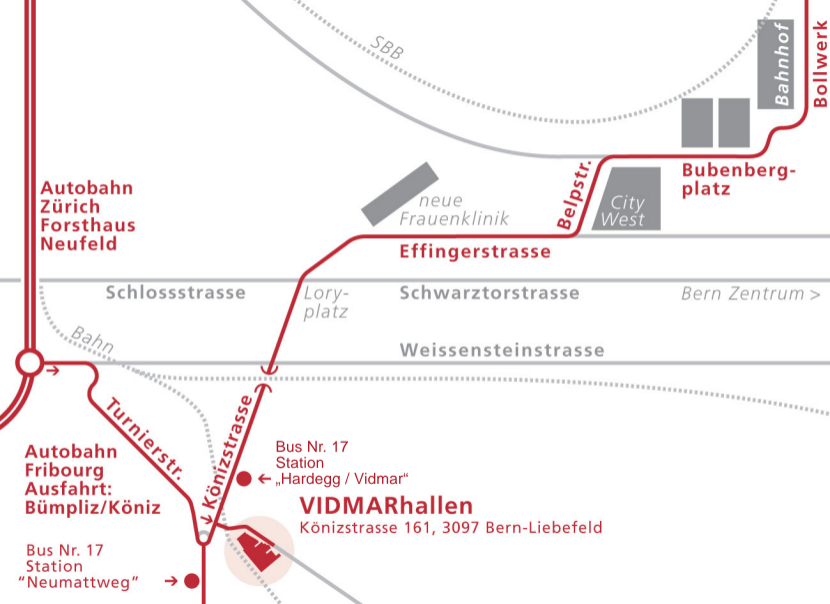 SBB
Bahnhof
Bollwerk
Autobahn
Zürich
Forsthaus
Neufeld
neue
Frauenklinik
Belpstr.
City
West
Bubenberg-
platz
Effingerstrasse
Schlossstrasse
Lory-
platz
Schwarztorstrasse
Bern Zentrum >
Bahn
Weissensteinstrasse
Turnierstr.
Könizstrasse
Autobahn
Fribourg
Ausfahrt:
Bümpliz/Köniz
Bus Nr. 17
Station
„Hardegg / Vidmar“
VIDMARhallen
Könizstrasse 161, 3097 Bern-Liebefeld
Bus Nr. 17
Station
“Neumattweg”